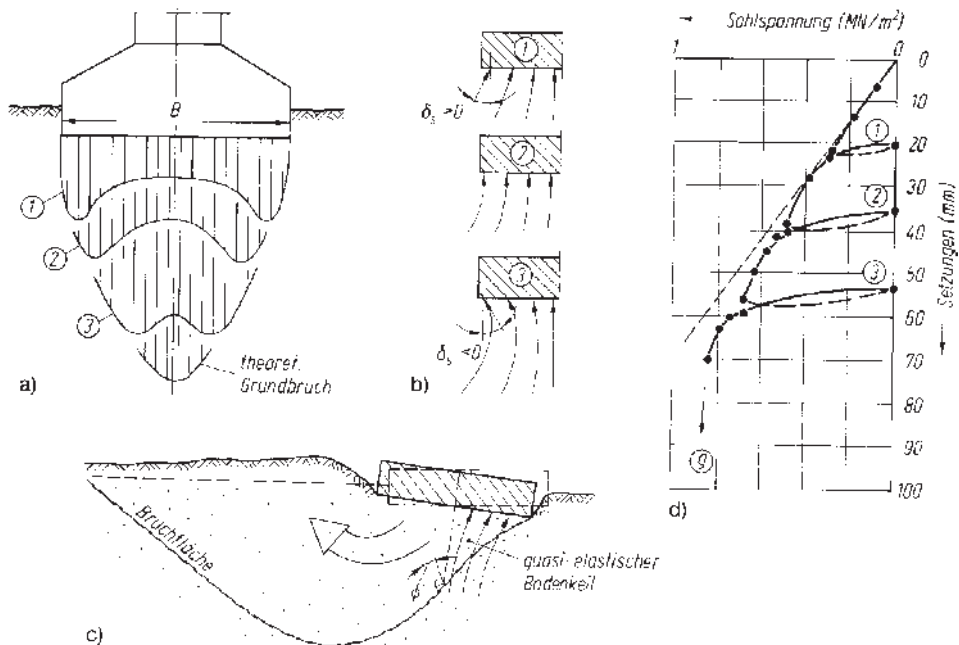 B
1
2
3
theoret.
Grundbruch
a)
1
δs > 0
2
3
δs < 0
b)
Bruchfläche
quasi-elastischer
Bodenkeil
φ
c)
Sohlspannung (MN/m²)
1 0
0
10
1
20
30
2
40
50
3
60
70
80
90
g
100
Setzungen (mm)
d)